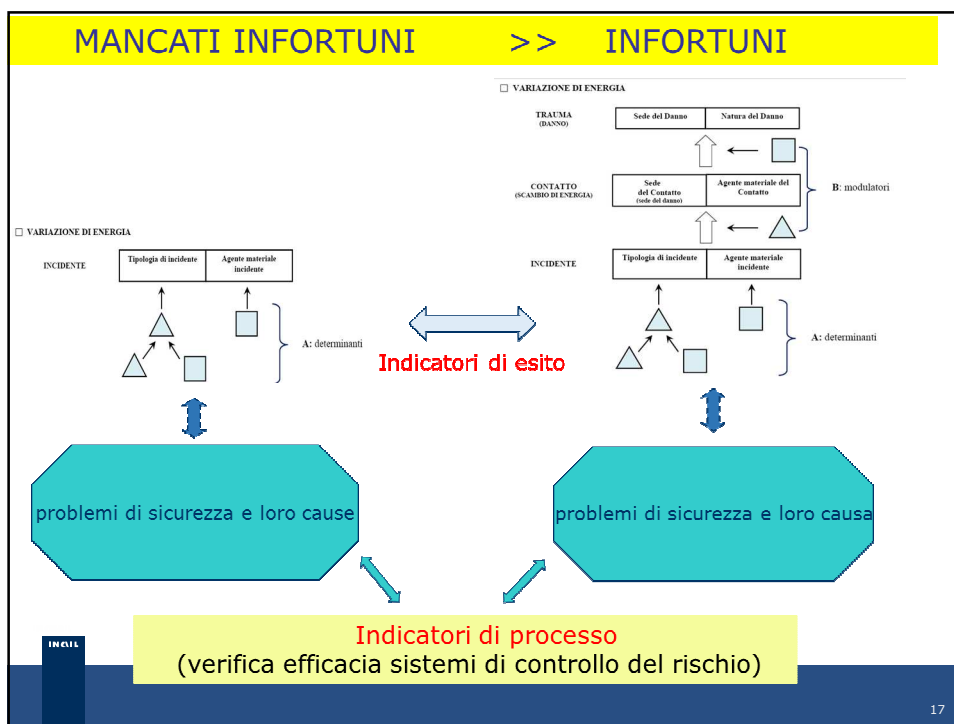 MANCATI INFORTUNI >> INFORTUNI
☐ VARIAZIONE DI ENERGIA
TRAUMA
(DANNO)
Sede del Danno
Natura del Danno
CONTATTO
(SCAMBIO DI ENERGIA)
Sede
del Contatto
(sede del danno)
Agente materiale del
Contatto
B: modulatori
INCIDENTE
Tipologia di incidente
Agente materiale
incidente
A: determinanti
☐ VARIAZIONE DI ENERGIA
INCIDENTE
Tipologia di incidente
Agente materiale
incidente
A: determinanti
Indicatori di esito
problemi di sicurezza e loro cause
problemi di sicurezza e loro causa
Indicatori di processo
(verifica efficacia sistemi di controllo del rischio)
INAIL
17